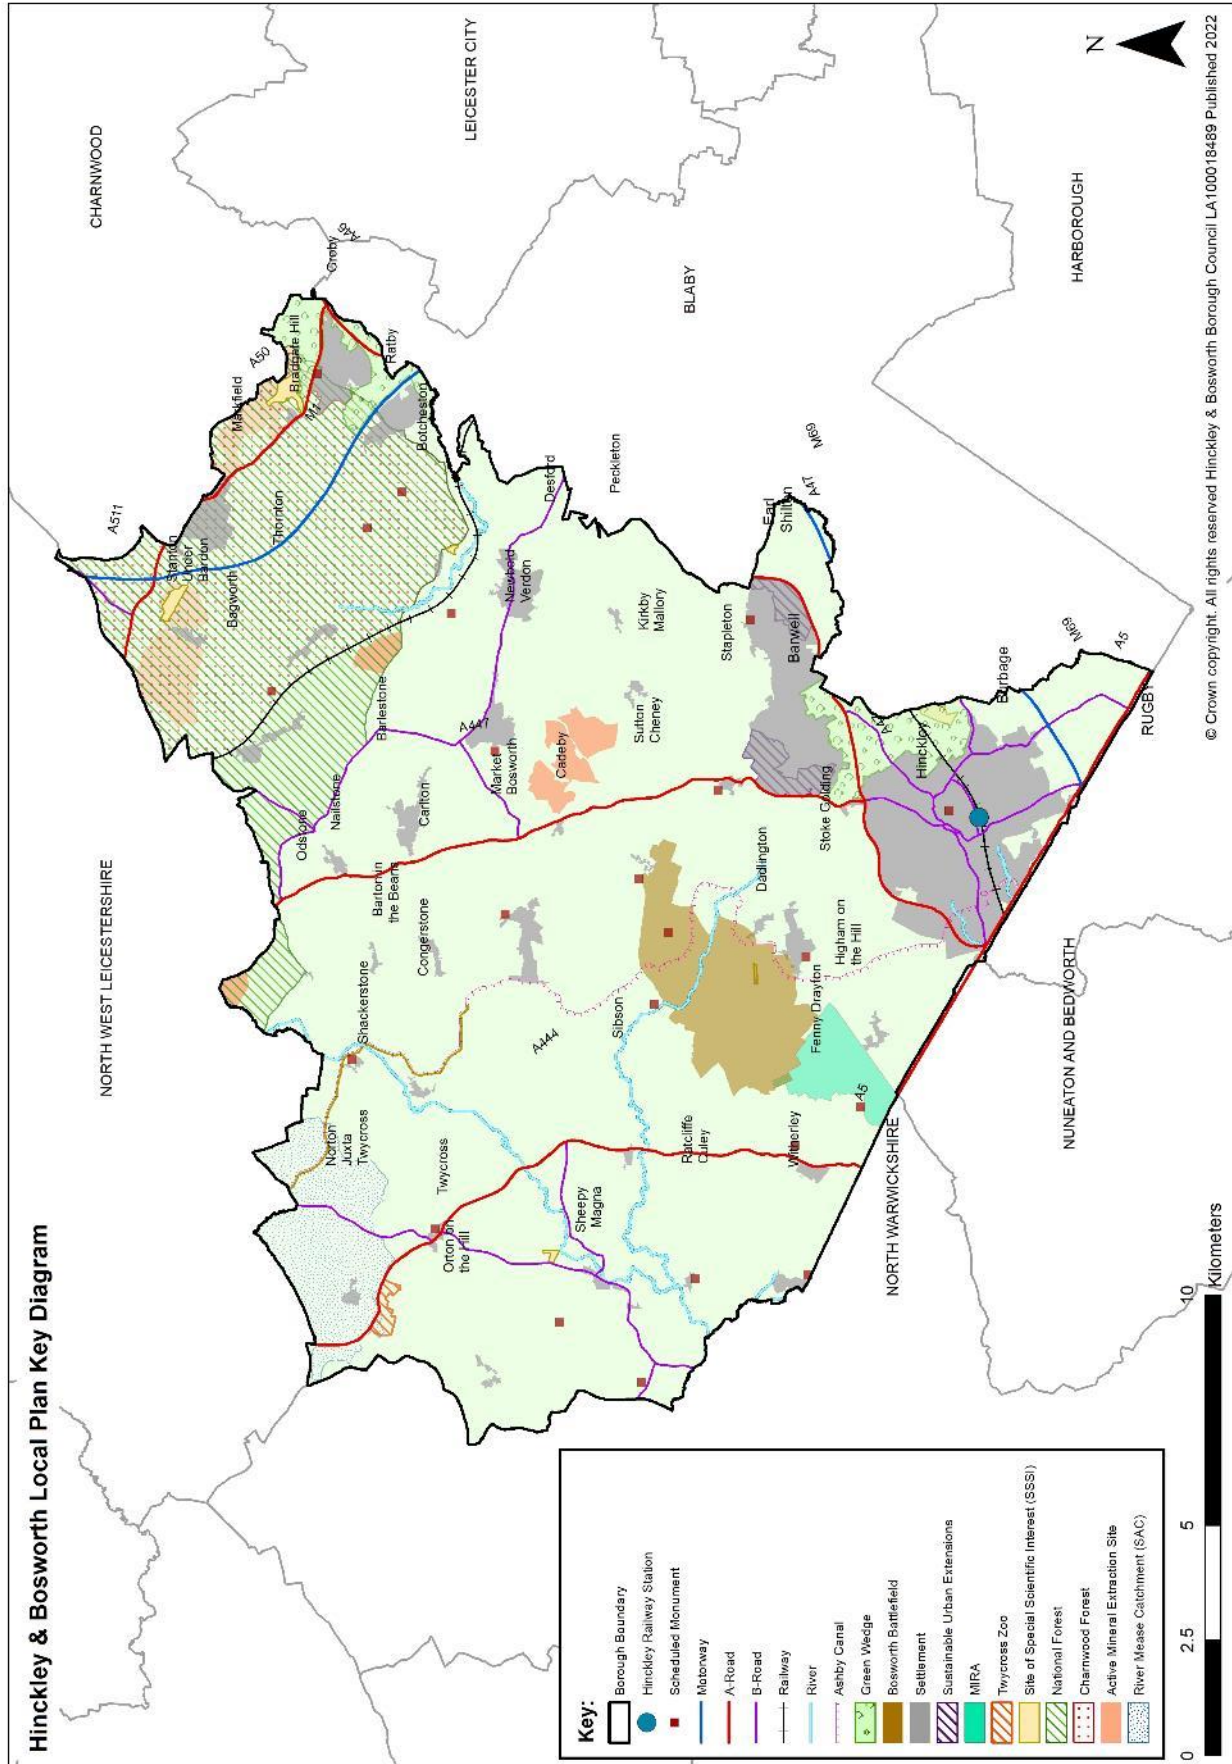 Hinckley & Bosworth Local Plan Key Diagram
CHARNWOOD
NORTH WEST LEICESTERSHIRE
LEICESTER CITY
BLABY
HARBOROUGH
RUGBY
NUNEATON AND BEDWORTH
NORTH WARWICKSHIRE
A511
Stanton
Under
Bardon
Bagworth
Markfield
A50
Bradgate Hill
M1
Thornton
Groby
A46
Ratby
Botcheston
Odstone
Nailstone
Barlestone
Norton
Juxta
Twycross
Shackerstone
Bartomin
the Beans
Congerstone
Carlton
A447
Market
Bosworth
Newbold
Verdon
Desford
Peckleton
Twycross
Orton on
the Hill
A444
Cadeby
Sutton
Cheney
Kirkby
Mallory
Sheepy
Magna
Sibson
Ratcliffe
Culey
Witherley
Fenny Drayton
A5
Dadlington
Higham on
the Hill
Stoke Golding
Stapleton
Barwell
Earl
Shilton
A47
M69
Hinckley
A47
Burbage
M69
A5
N
Key:
Borough Boundary
Hinckley Railway Station
Scheduled Monument
Motorway
A-Road
B-Road
Railway
River
Ashby Canal
Green Wedge
Bosworth Battlefield
Settlement
Sustainable Urban Extensions
MIRA
Twycross Zoo
Site of Special Scientific Interest (SSSI)
National Forest
Charnwood Forest
Active Mineral Extraction Site
River Mease Catchment (SAC)
0 2.5 5 10
Kilometers
© Crown copyright. All rights reserved Hinckley & Bosworth Borough Council LA100018489 Published 2022